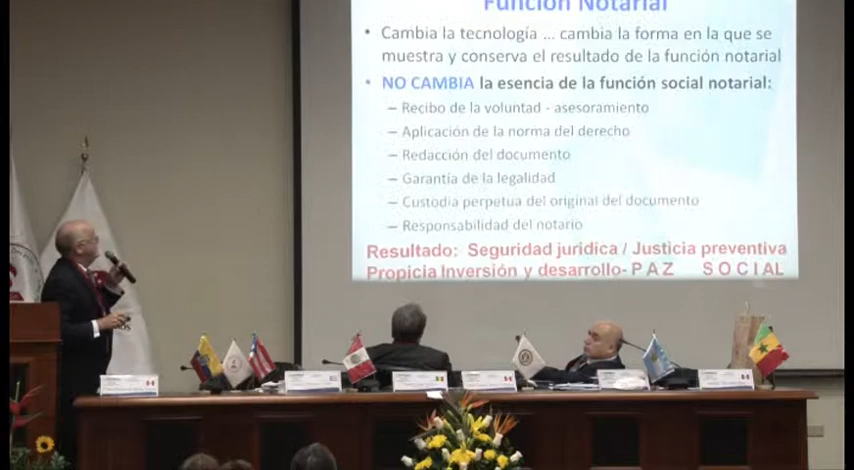 Función Notarial
• Cambia la tecnología ... cambia la forma en la que se
muestra y conserva el resultado de la función notarial
• NO CAMBIA la esencia de la función social notarial:
– Recibo de la voluntad - asesoramiento
– Aplicación de la norma del derecho
– Redacción del documento
– Garantía de la legalidad
– Custodia perpetua del original del documento
– Responsabilidad del notario
Resultado: Seguridad juridica / Justicia preventiva
Propicia Inversión y desarrollo- P A Z S O C I A L